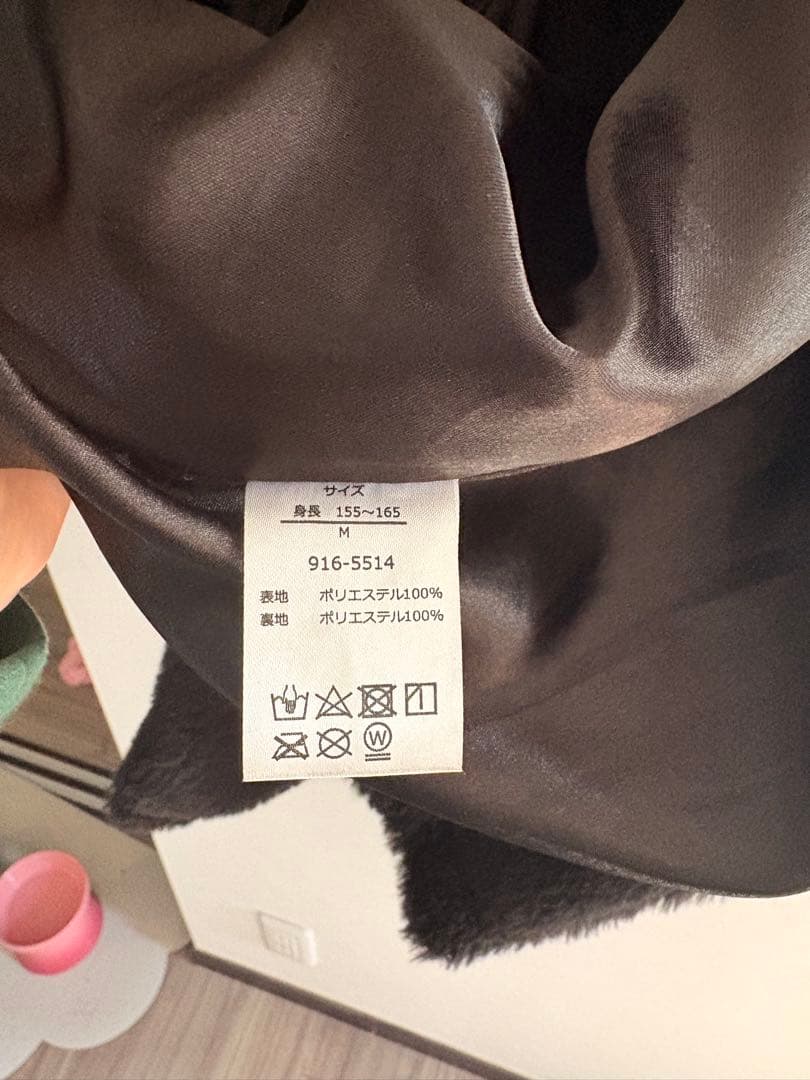 サイズ
身長 155～165
M
916-5514
表地 ポリエステル100%
裏地 ポリエステル100%
W